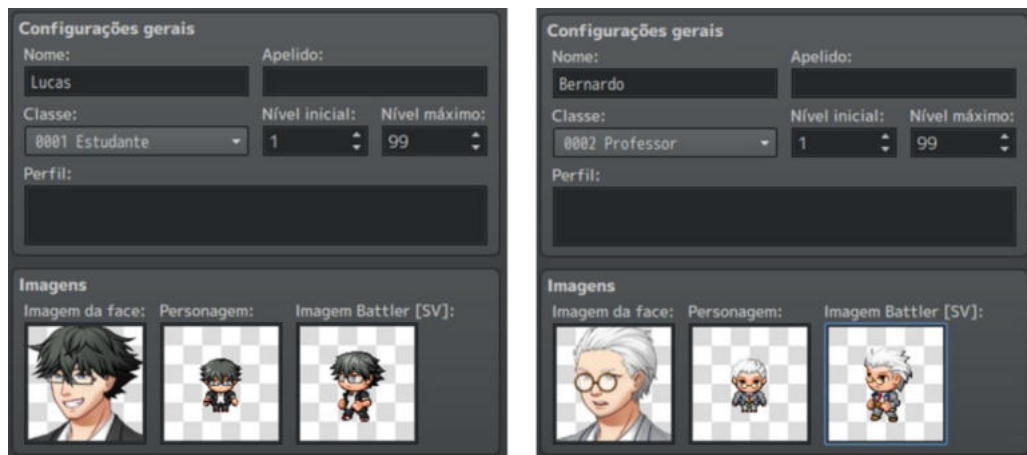 Configurações gerais
Nome:
Apelido:
Lucas
Classe:
Nível inicial:
Nível máximo:
0001 Estudante
1
99
Perfil:
Imagens
Imagem da face:
Personagem:
Imagem Battler [SV]:
Configurações gerais
Nome:
Apelido:
Bernardo
Classe:
Nível inicial:
Nível máximo:
0002 Professor
1
99
Perfil:
Imagens
Imagem da face:
Personagem:
Imagem Battler [SV]: